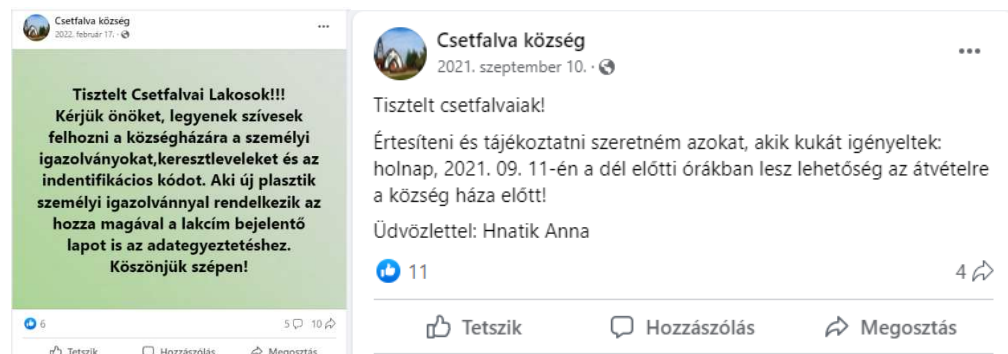 Csetfalva község
2022. február 17. ·
Tisztelt Csetfalvai Lakosok!!!
Kérjük önöket, legyenek szívesek
felhozni a községházára a személyi
igazolványokat,keresztleveleket és az
indentifikácios kódot. Aki új plasztik
személyi igazolvánnyal rendelkezik az
hozza magával a lakcím bejelentő
lapot is az adategyeztetéshez.
Köszönjük szépen!
6
5 10
Tetszik Hozzászólás Megosztás
Csetfalva község
2021. szeptember 10. ·
Tisztelt csetfalvaiak!
Értesíteni és tájékoztatni szeretném azokat, akik kukát igényeltek:
holnap, 2021. 09. 11-én a dél előtti órákban lesz lehetőség az átvételre
a község háza előtt!
Üdvözlettel: Hnatik Anna
11
4
Tetszik Hozzászólás Megosztás